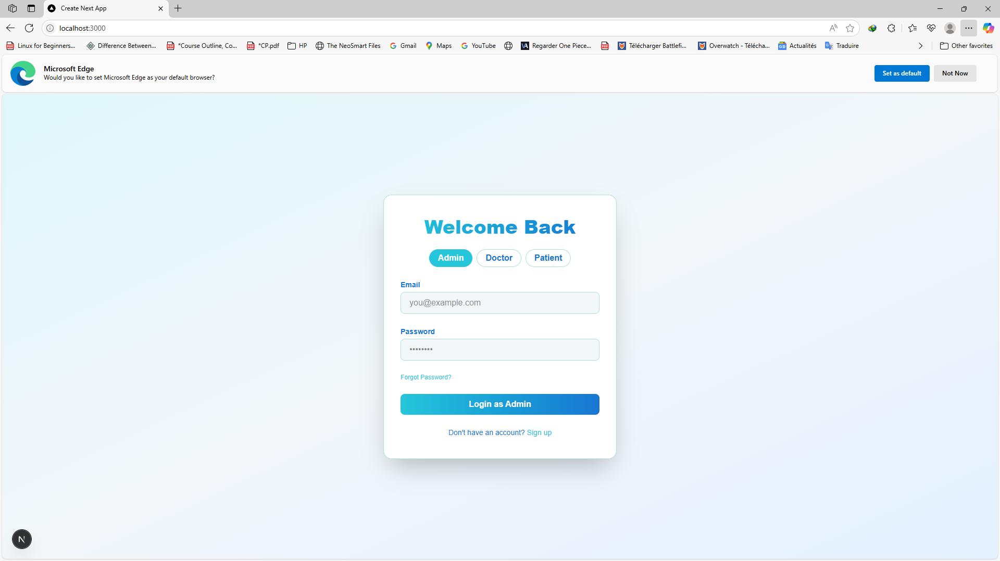 Create Next App
localhost:3000
Linux for Beginners... Difference Between... *Course Outline, Co... *CP.pdf HP The NeoSmart Files Gmail Maps YouTube Regarder One Piece... Télécharger Battlefi... Overwatch - Télécha... Actualités Traduire Other favorites
Microsoft Edge
Would you like to set Microsoft Edge as your default browser?
Set as default Not Now
Welcome Back
Admin Doctor Patient
Email
you@example.com
Password
••••••••
Forgot Password?
Login as Admin
Don't have an account? Sign up
N